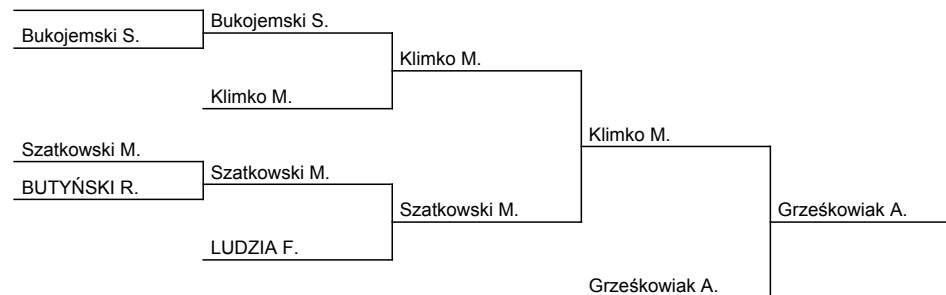 Bukojemski S.
Bukojemski S.
Klimko M.
Klimko M.
Klimko M.
Szatkowski M.
BUTYŃSKI R.
Szatkowski M.
Szatkowski M.
Grześkowiak A.
LUDZIA F.
Grześkowiak A.